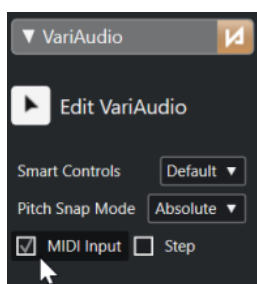 VariAudio
Edit VariAudio
Smart Controls Default
Pitch Snap Mode Absolute
MIDI Input Step